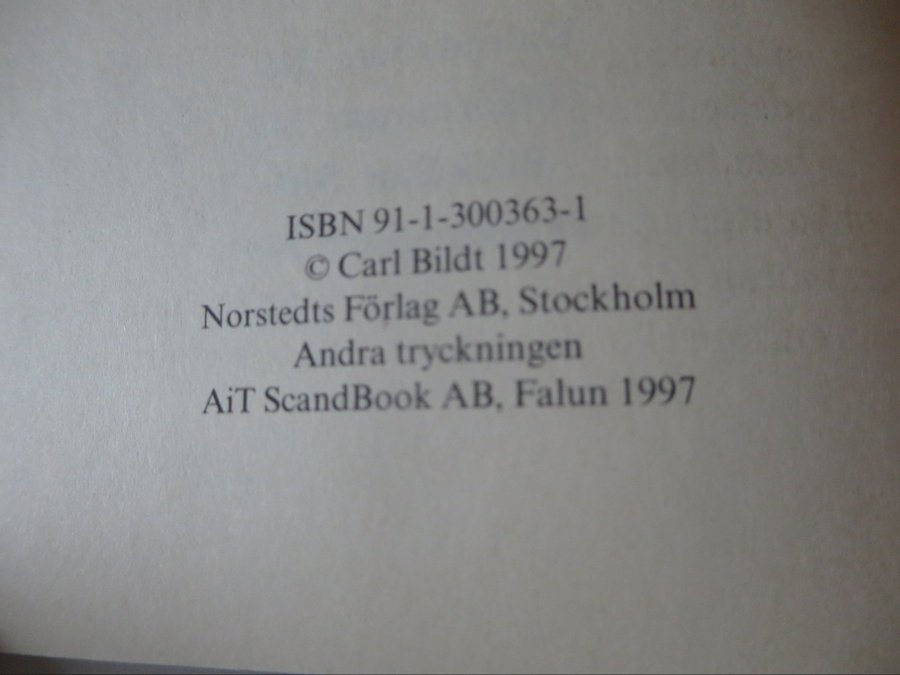 ISBN 91-1-300363-1
© Carl Bildt 1997
Norstedts Förlag AB, Stockholm
Andra tryckningen
AiT ScandBook AB, Falun 1997